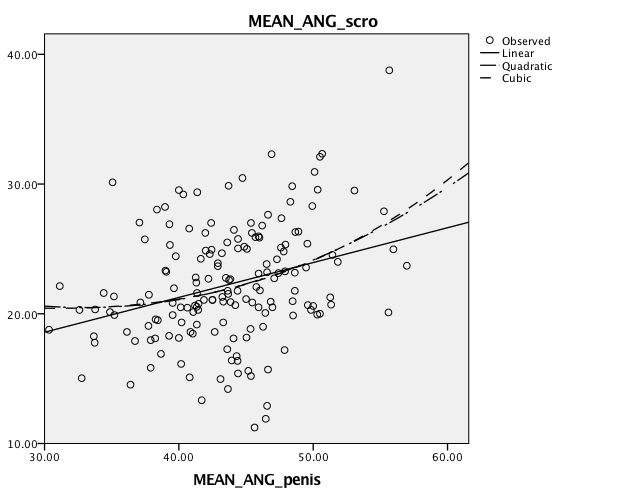 MEAN_ANG_scro
Observed
Linear
Quadratic
Cubic
40.00
30.00
20.00
10.00
30.00 40.00 50.00 60.00
MEAN_ANG_penis